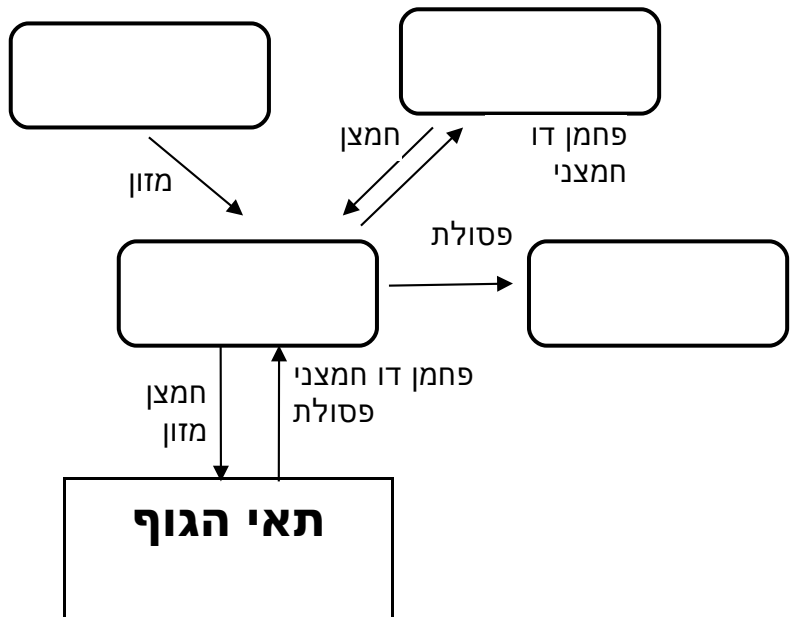 חמצן
פחמן דו
חמצני
מזון
פסולת
חמצן
מזון
פחמן דו חמצני
פסולת
תאי הגוף